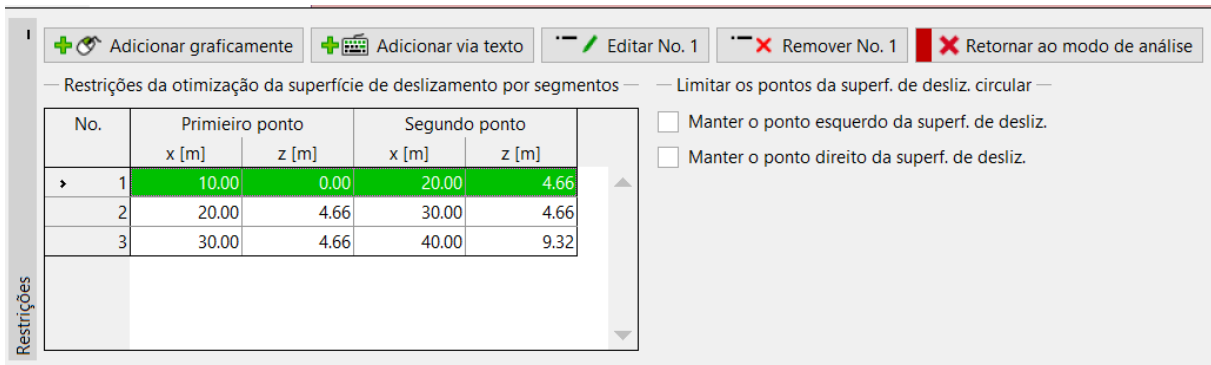 Adicionar graficamente Adicionar via texto Editar No. 1 Remover No. 1 Retornar ao modo de análise
Restrições da otimização da superfície de deslizamento por segmentos Limitar os pontos da superf. de desliz. circular
No. Primieiro ponto Segundo ponto Manter o ponto esquerdo da superf. de desliz.
x [m] z [m] x [m] z [m] Manter o ponto direito da superf. de desliz.
1 10.00 0.00 20.00 4.66
2 20.00 4.66 30.00 4.66
3 30.00 4.66 40.00 9.32
Restrições